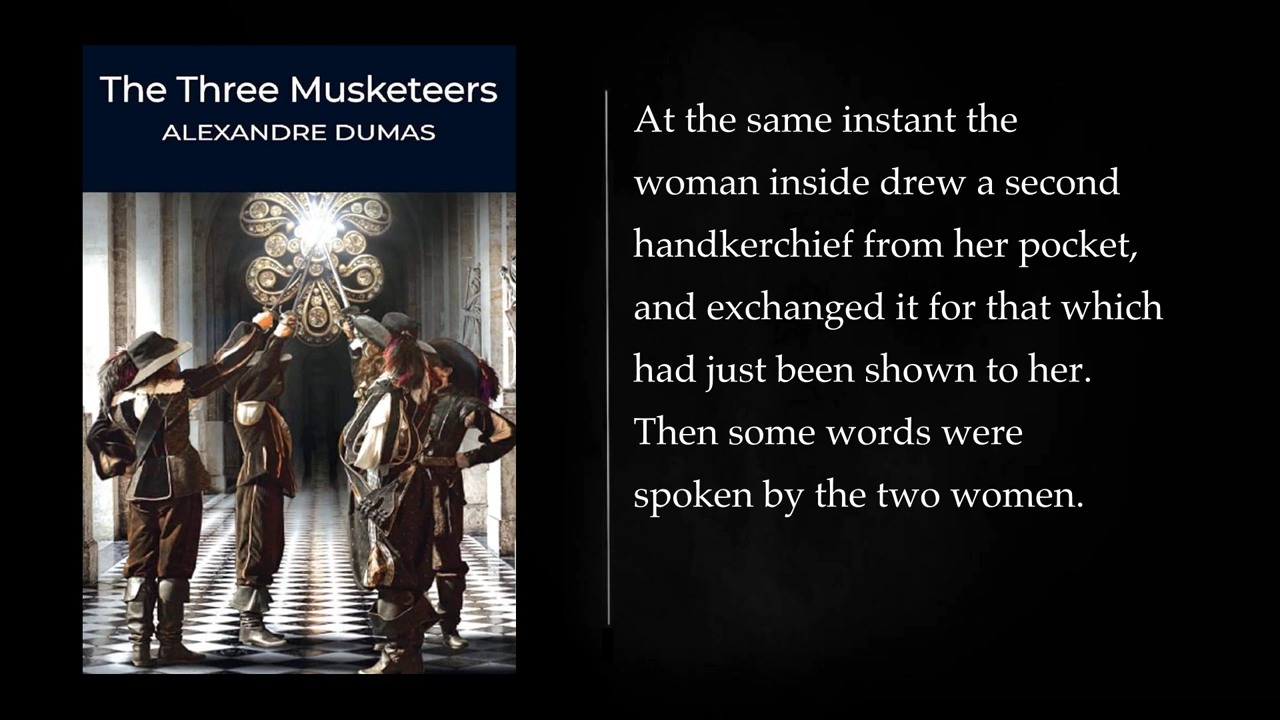 The Three Musketeers
ALEXANDRE DUMAS
At the same instant the
woman inside drew a second
handkerchief from her pocket,
and exchanged it for that which
had just been shown to her.
Then some words were
spoken by the two women.